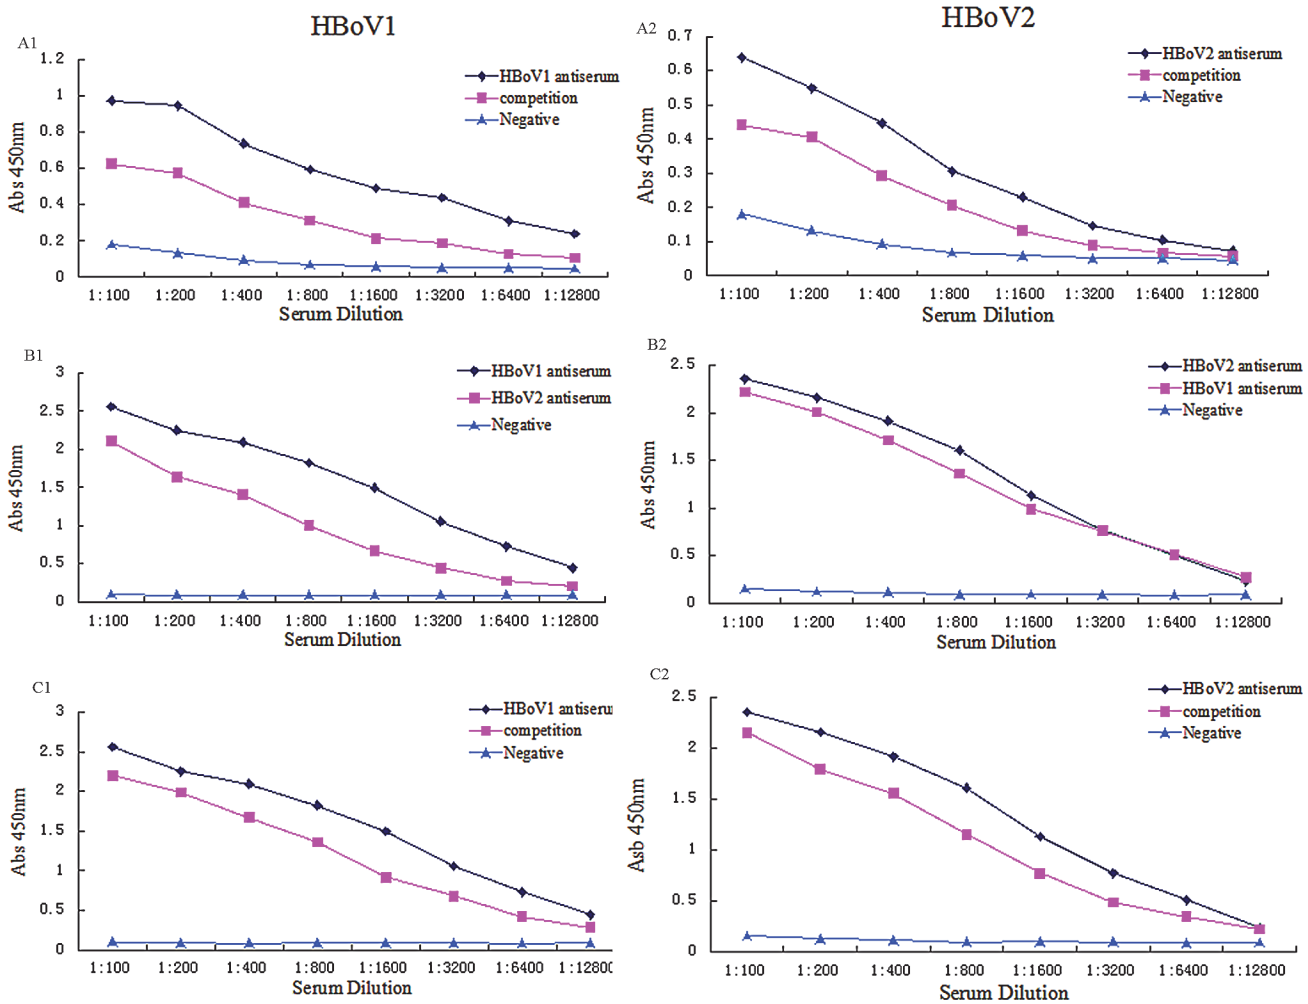 HBoV1
HBoV2
A1
1.2
1
0.8
0.6
0.4
0.2
0
Abs 450nm
HBoV1 antiserum
competition
Negative
1:100 1:200 1:400 1:800 1:1600 1:3200 1:6400 1:12800
Serum Dilution
A2
0.7
0.6
0.5
0.4
0.3
0.2
0.1
0
Abs 450nm
HBoV2 antiserum
competition
Negative
1:100 1:200 1:400 1:800 1:1600 1:3200 1:6400 1:12800
Serum Dilution
B1
3
2.5
2
1.5
1
0.5
0
Abs 450nm
HBoV1 antiserum
HBoV2 antiserum
Negative
1:100 1:200 1:400 1:800 1:1600 1:3200 1:6400 1:12800
Serum Dilution
B2
2.5
2
1.5
1
0.5
0
Abs 450nm
HBoV2 antiserum
HBoV1 antiserum
Negative
1:100 1:200 1:400 1:800 1:1600 1:3200 1:6400 1:12800
Serum Dilution
C1
3
2.5
2
1.5
1
0.5
0
Abs 450nm
HBoV1 antiseru
competition
Negative
1:100 1:200 1:400 1:800 1:1600 1:3200 1:6400 1:12800
Serum Dilution
C2
2.5
2
1.5
1
0.5
0
Asb 450nm
HBoV2 antiserum
competition
Negative
1:100 1:200 1:400 1:800 1:1600 1:3200 1:6400 1:12800
Serum Dilution